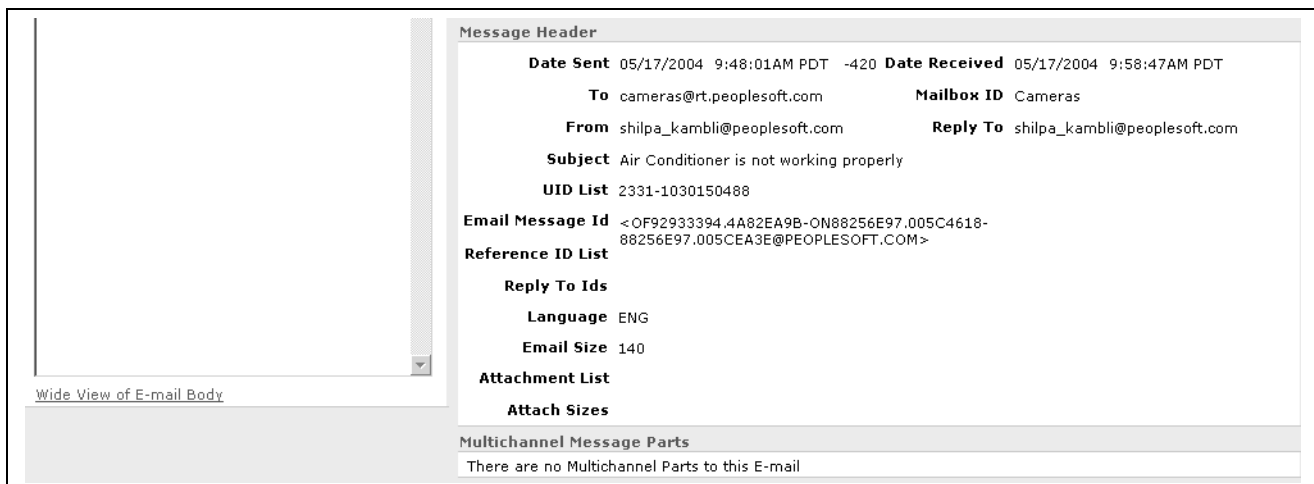 Message Header
Date Sent 05/17/2004 9:48:01AM PDT -420 Date Received 05/17/2004 9:58:47AM PDT
To cameras@rt.peoplesoft.com Mailbox ID Cameras
From shilpa_kambli@peoplesoft.com Reply To shilpa_kambli@peoplesoft.com
Subject Air Conditioner is not working properly
UID List 2331-1030150488
Email Message Id <OF92933394.4A82EA9B-ON88256E97.005C4618-
88256E97.005CEA3E@PEOPLESOFT.COM>
Reference ID List
Reply To Ids
Language ENG
Email Size 140
Attachment List
Attach Sizes
Wide View of E-mail Body
Multichannel Message Parts
There are no Multichannel Parts to this E-mail